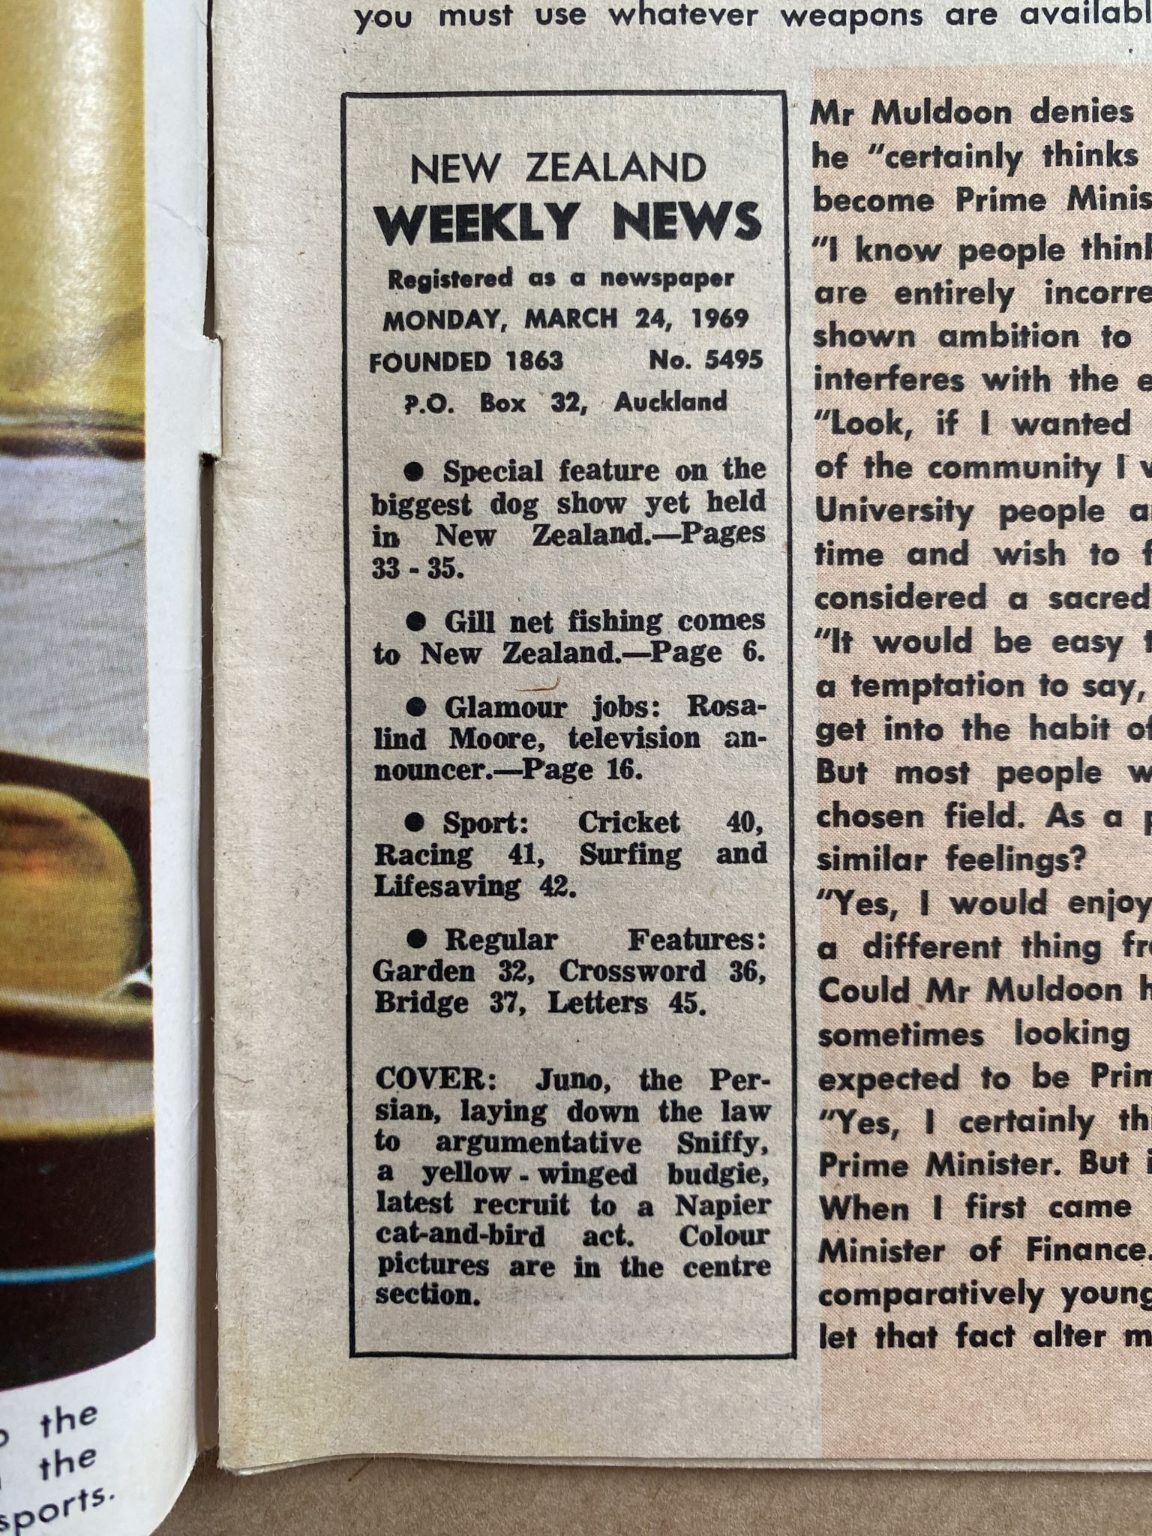 you must use whatever weapons are
NEW ZEALAND
WEEKLY NEWS
Registered as a newspaper
MONDAY, MARCH 24, 1969
FOUNDED 1863 No. 5495
P.O. Box 32, Auckland
● Special feature on the
biggest dog show yet held
in New Zealand.—Pages
33 - 35.
● Gill net fishing comes
to New Zealand.—Page 6.
● Glamour jobs: Rosa-
lind Moore, television an-
nouncer.—Page 16.
● Sport: Cricket 40,
Racing 41, Surfing and
Lifesaving 42.
● Regular Features:
Garden 32, Crossword 36,
Bridge 37, Letters 45.
COVER: Juno, the Per-
sian, laying down the law
to argumentative Sniffy,
a yellow - winged budgie,
latest recruit to a Napier
cat-and-bird act. Colour
pictures are in the centre
section.
Mr Muldoon denies
he “certainly thinks
become Prime
“I know people
are entirely
shown ambition to
interferes with the
“Look, if I wanted
of the community I
University people
time and wish to
considered a sacred
“It would be easy
a temptation to say,
get into the habit
But most people
chosen field. As a
similar feelings?
“Yes, I would enjoy
a different thing
Could Mr Muldoon
sometimes looking
expected to be
“Yes, I certainly
Prime Minister. But
When I first came
Minister of Finance.
comparatively
let that fact alter
the
the
sports.